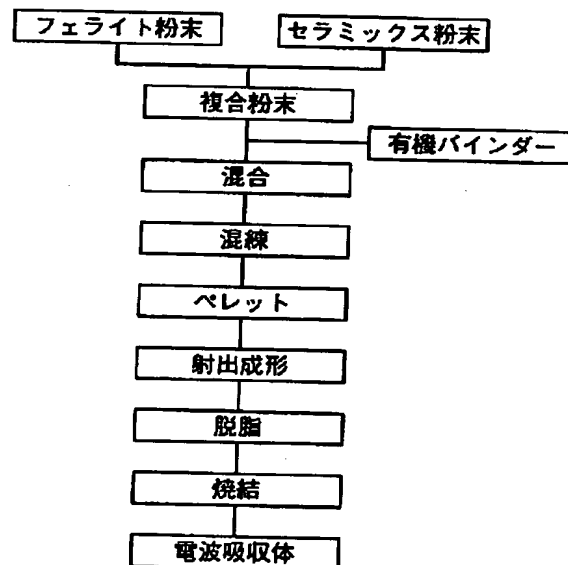 フェライト粉末
セラミックス粉末
複合粉末
有機バインダー
混合
混練
ペレット
射出成形
脱脂
焼結
電波吸収体